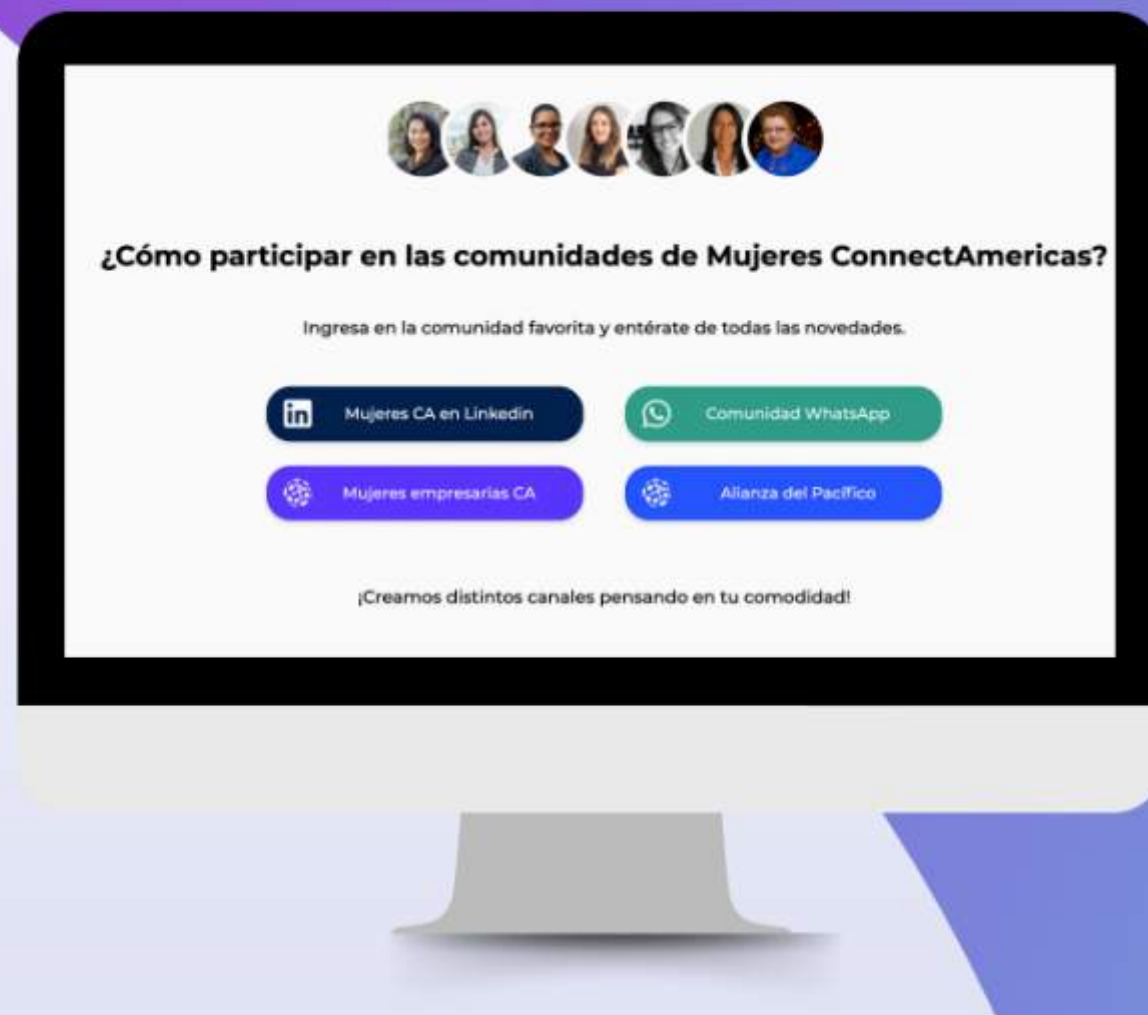 ¿Cómo participar en las comunidades de Mujeres ConnectAmericas?
Ingresa en la comunidad favorita y entérate de todas las novedades.
in Mujeres CA en Linkedin
Comunidad WhatsApp
Mujeres empresarias CA
Alianza del Pacífico
¡Creamos distintos canales pensando en tu comodidad!